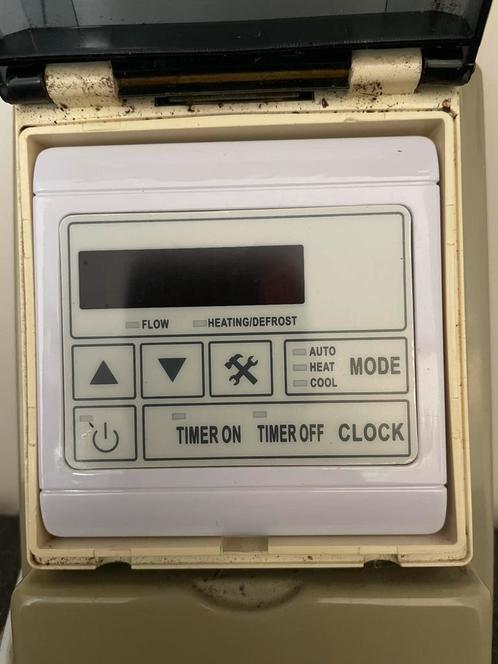 FLOW HEATING/DEFROST
AUTO
HEAT
COOL
MODE
TIMER ON TIMER OFF CLOCK